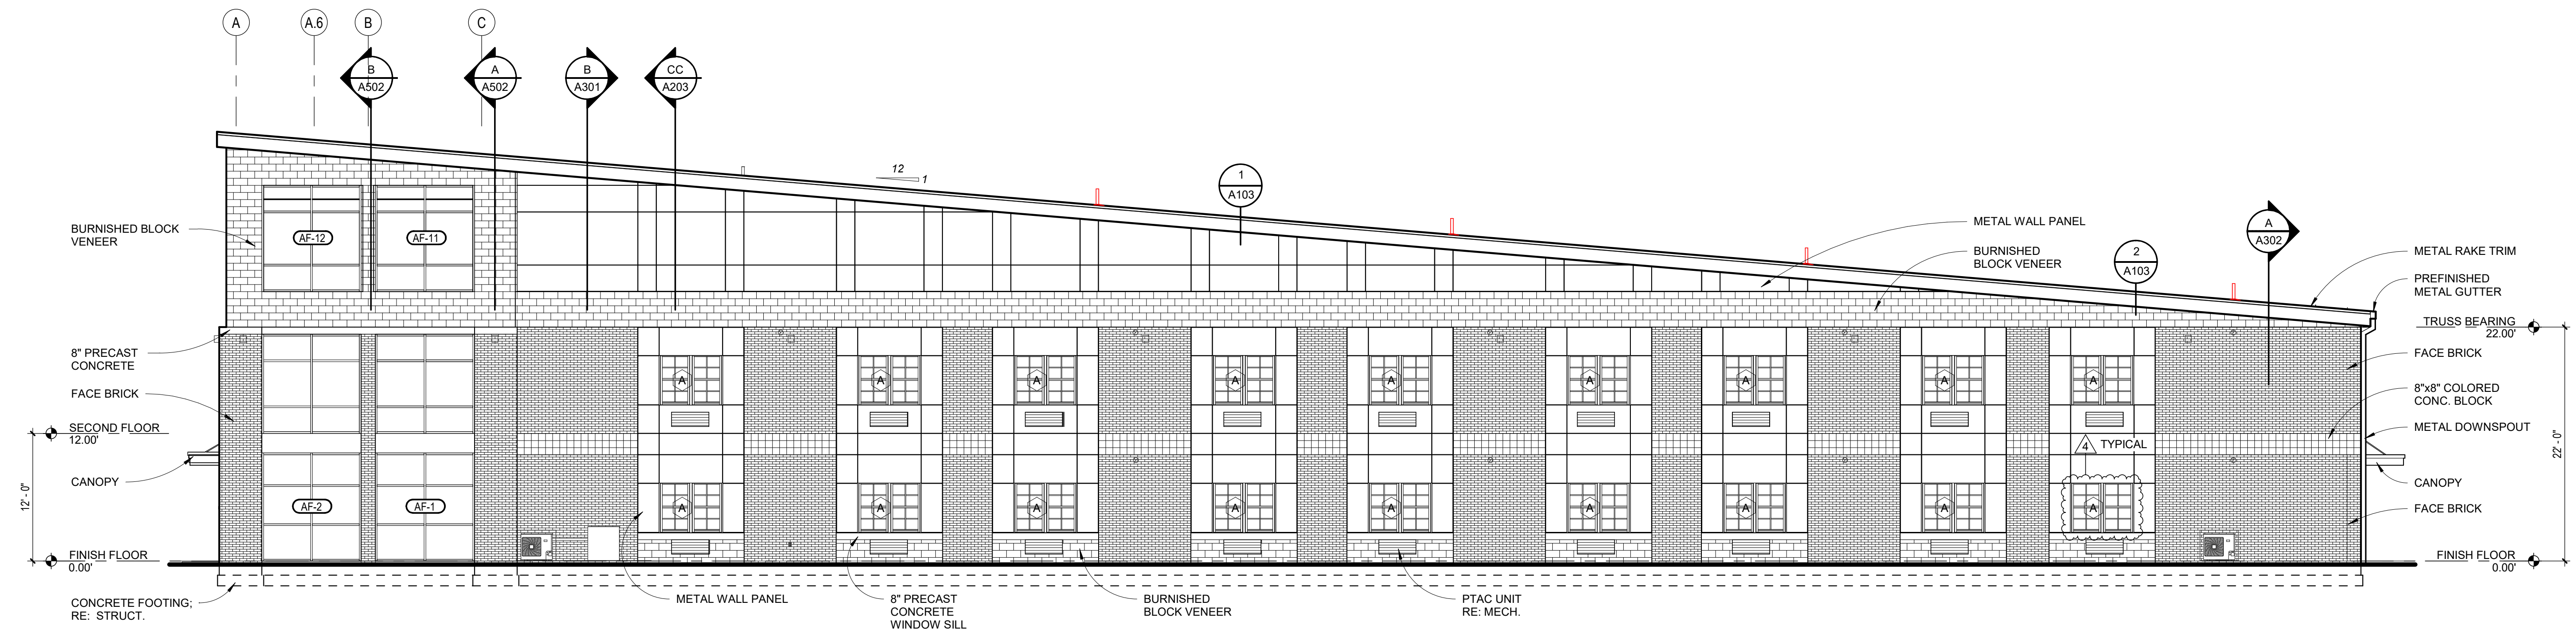 A
A.6
B
C
B
A502
A
A502
B
A301
CC
A203
12
1
1
A103
2
A103
A
A302
BURNISHED BLOCK
VENEER
AF-12
AF-11
METAL WALL PANEL
BURNISHED
BLOCK VENEER
METAL RAKE TRIM
PREFINISHED
METAL GUTTER
TRUSS BEARING
22.00'
8" PRECAST
CONCRETE
FACE BRICK
FACE BRICK
8"x8" COLORED
CONC. BLOCK
A
A
A
A
A
A
A
A
A
SECOND FLOOR
12.00'
METAL DOWNSPOUT
4
TYPICAL
CANOPY
CANOPY
12' - 0"
22' - 0"
AF-2
AF-1
A
A
A
A
A
A
A
A
A
FACE BRICK
FINISH FLOOR
0.00'
FINISH FLOOR
0.00'
CONCRETE FOOTING;
RE: STRUCT.
METAL WALL PANEL
8" PRECAST
CONCRETE
WINDOW SILL
BURNISHED
BLOCK VENEER
PTAC UNIT
RE: MECH.